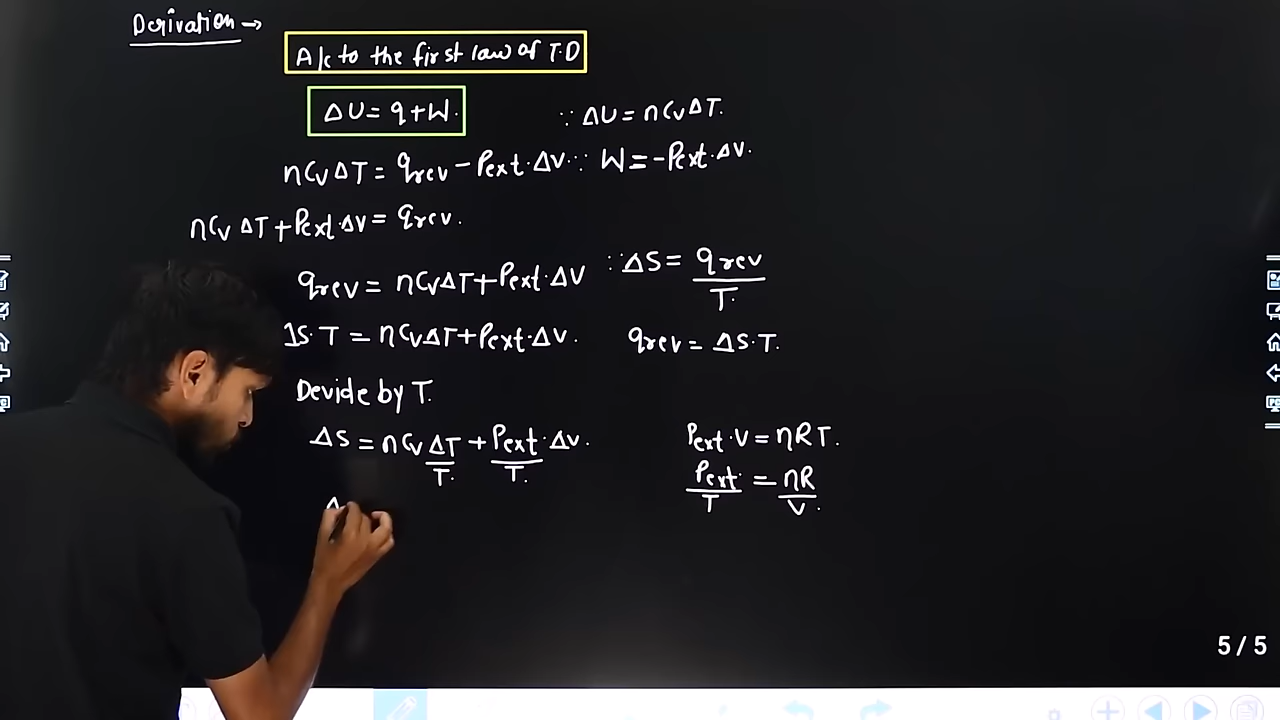 Derivation →
A/c to the first law of T.D
ΔU = q + W. ∵ ΔU = nCvΔT.
nCvΔT = qrev - Pext·ΔV ∵ W = -Pext·ΔV.
nCvΔT + Pext·ΔV = qrev.
qrev = nCvΔT + Pext·ΔV ∵ ΔS = qrev/T.
S·T = nCvΔT + Pext·ΔV. qrev = ΔS·T.
Devide by T.
ΔS = nCv ΔT/T. + Pext/T. · ΔV. Pext·V = nRT.
Pext/T = nR/V.
Δ
5 / 5